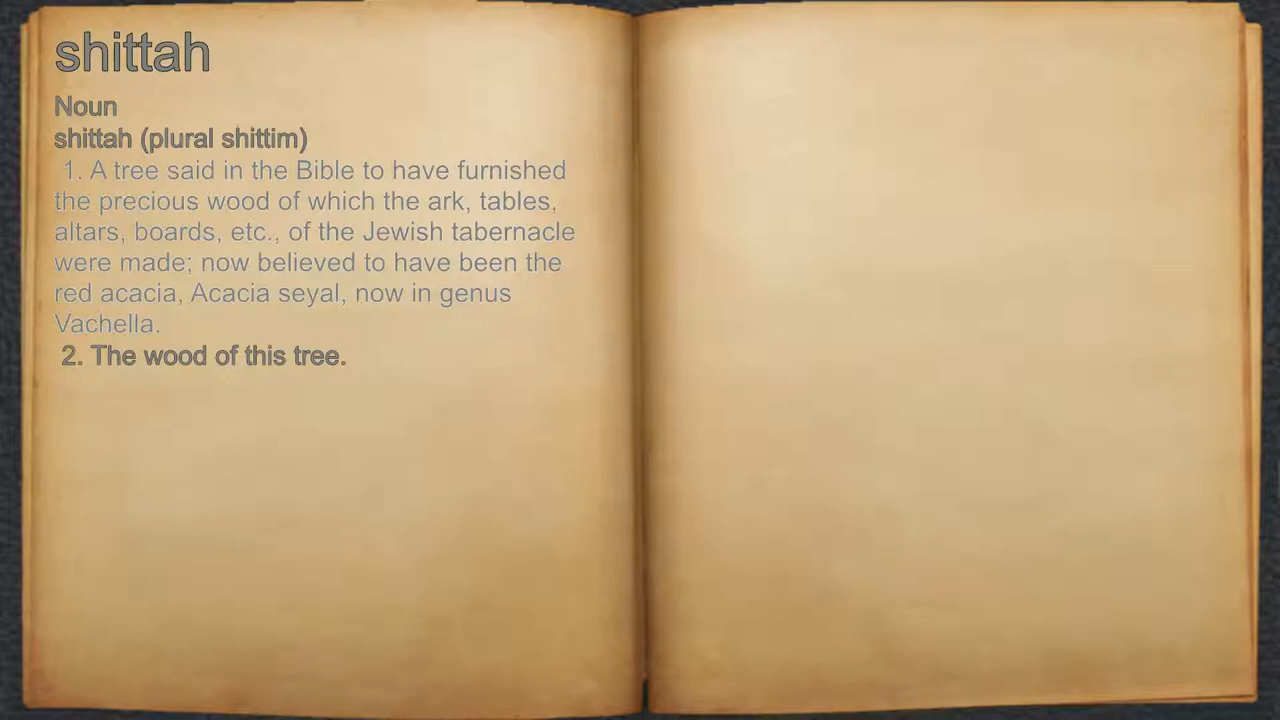 shittah
Noun
shittah (plural shittim)
1. A tree said in the Bible to have furnished
the precious wood of which the ark, tables,
altars, boards, etc., of the Jewish tabernacle
were made; now believed to have been the
red acacia, Acacia seyal, now in genus
Vachella.
2. The wood of this tree.